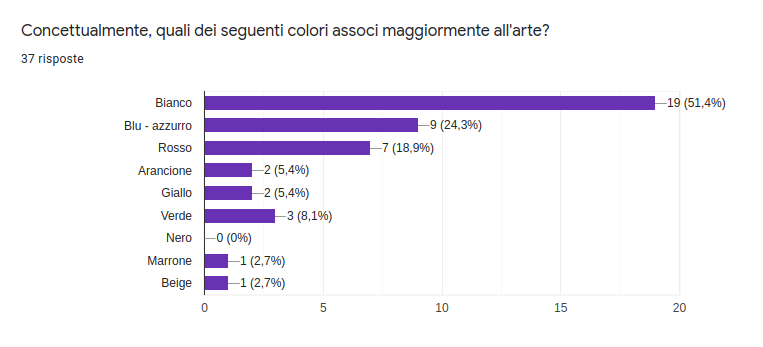 Concettualmente, quali dei seguenti colori associ maggiormente all'arte?
37 risposte
Bianco 19 (51,4%)
Blu - azzurro 9 (24,3%)
Rosso 7 (18,9%)
Arancione 2 (5,4%)
Giallo 2 (5,4%)
Verde 3 (8,1%)
Nero 0 (0%)
Marrone 1 (2,7%)
Beige 1 (2,7%)
0 5 10 15 20